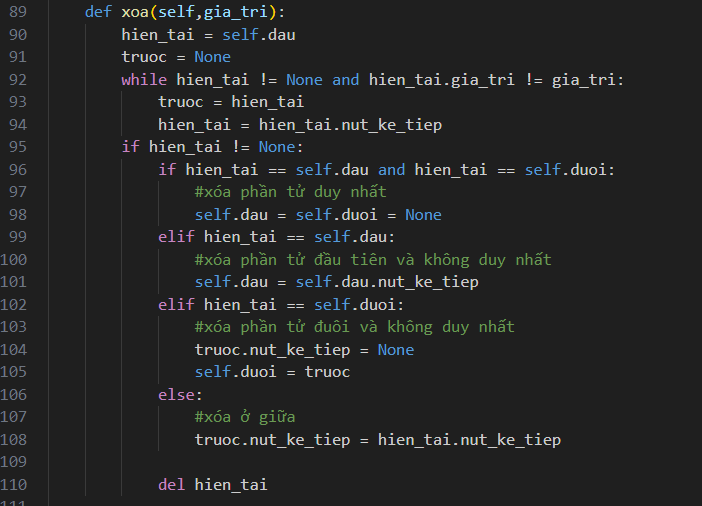 89 def xoa(self,gia_tri):
90 hien_tai = self.dau
91 truoc = None
92 while hien_tai != None and hien_tai.gia_tri != gia_tri:
93 truoc = hien_tai
94 hien_tai = hien_tai.nut_ke_tiep
95 if hien_tai != None:
96 if hien_tai == self.dau and hien_tai == self.duoi:
97 #xóa phần tử duy nhất
98 self.dau = self.duoi = None
99 elif hien_tai == self.dau:
100 #xóa phần tử đầu tiên và không duy nhất
101 self.dau = self.dau.nut_ke_tiep
102 elif hien_tai == self.duoi:
103 #xóa phần tử đuôi và không duy nhất
104 truoc.nut_ke_tiep = None
105 self.duoi = truoc
106 else:
107 #xóa ở giữa
108 truoc.nut_ke_tiep = hien_tai.nut_ke_tiep
109
110 del hien_tai
111